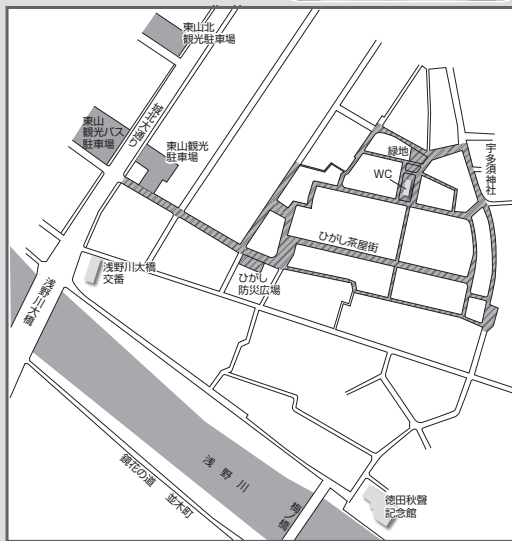 東山北
観光駐車場
城北大通り
東山
観光バス
駐車場
東山観光
駐車場
緑地
WC
宇多須神社
ひがし茶屋街
ひがし
防災広場
浅野川大橋
交番
浅野川大橋
浅野川
鏡花の道 並木町
梅ノ橋
徳田秋聲
記念館